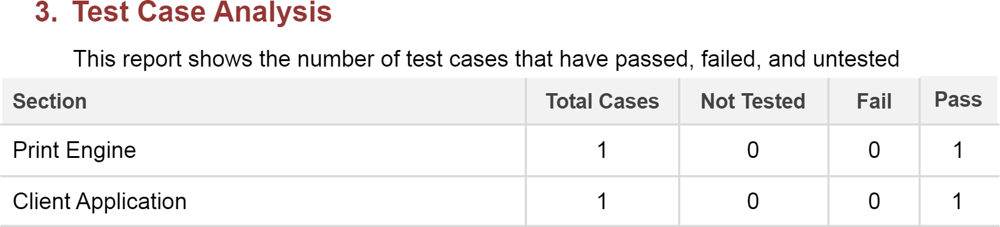 3. Test Case Analysis
This report shows the number of test cases that have passed, failed, and untested
Section Total Cases Not Tested Fail Pass
Print Engine 1 0 0 1
Client Application 1 0 0 1